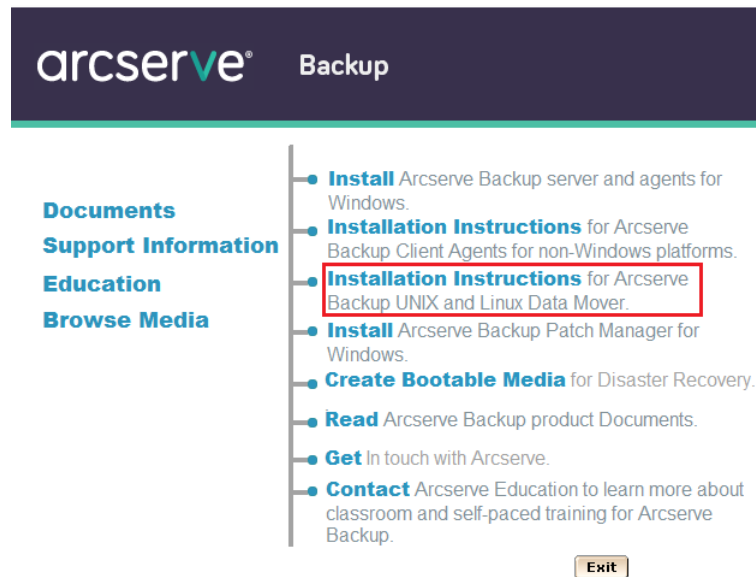 arcserve® Backup
Documents
Support Information
Education
Browse Media
Install Arcserve Backup server and agents for
Windows.
Installation Instructions for Arcserve
Backup Client Agents for non-Windows platforms.
Installation Instructions for Arcserve
Backup UNIX and Linux Data Mover.
Install Arcserve Backup Patch Manager for
Windows.
Create Bootable Media for Disaster Recovery.
Read Arcserve Backup product Documents.
Get In touch with Arcserve.
Contact Arcserve Education to learn more about
classroom and self-paced training for Arcserve
Backup.
Exit